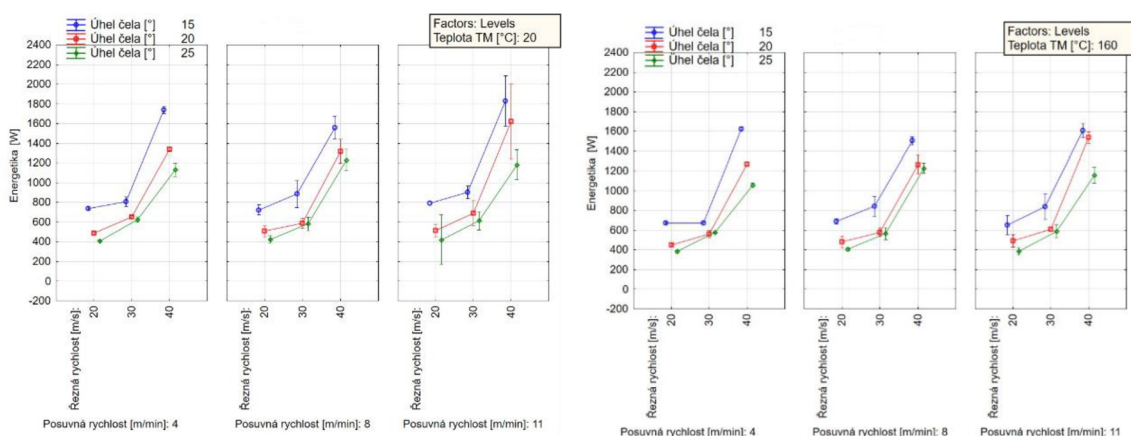 Úhel čela [°] 15
Úhel čela [°] 20
Úhel čela [°] 25
Factors: Levels
Teplota TM [°C]: 20
Energetika [W]
2400
2200
2000
1800
1600
1400
1200
1000
800
600
400
200
0
-200
Řezná rychlost [m/s]:
20
30
40
Posuvná rychlost [m/min]: 4
Řezná rychlost [m/s]:
20
30
40
Posuvná rychlost [m/min]: 8
Řezná rychlost [m/s]:
20
30
40
Posuvná rychlost [m/min]: 11
Úhel čela [°] 15
Úhel čela [°] 20
Úhel čela [°] 25
Factors: Levels
Teplota TM [°C]: 160
Energetika [W]
2400
2200
2000
1800
1600
1400
1200
1000
800
600
400
200
0
-200
Řezná rychlost [m/s]:
20
30
40
Posuvná rychlost [m/min]: 4
Řezná rychlost [m/s]:
20
30
40
Posuvná rychlost [m/min]: 8
Řezná rychlost [m/s]:
20
30
40
Posuvná rychlost [m/min]: 11